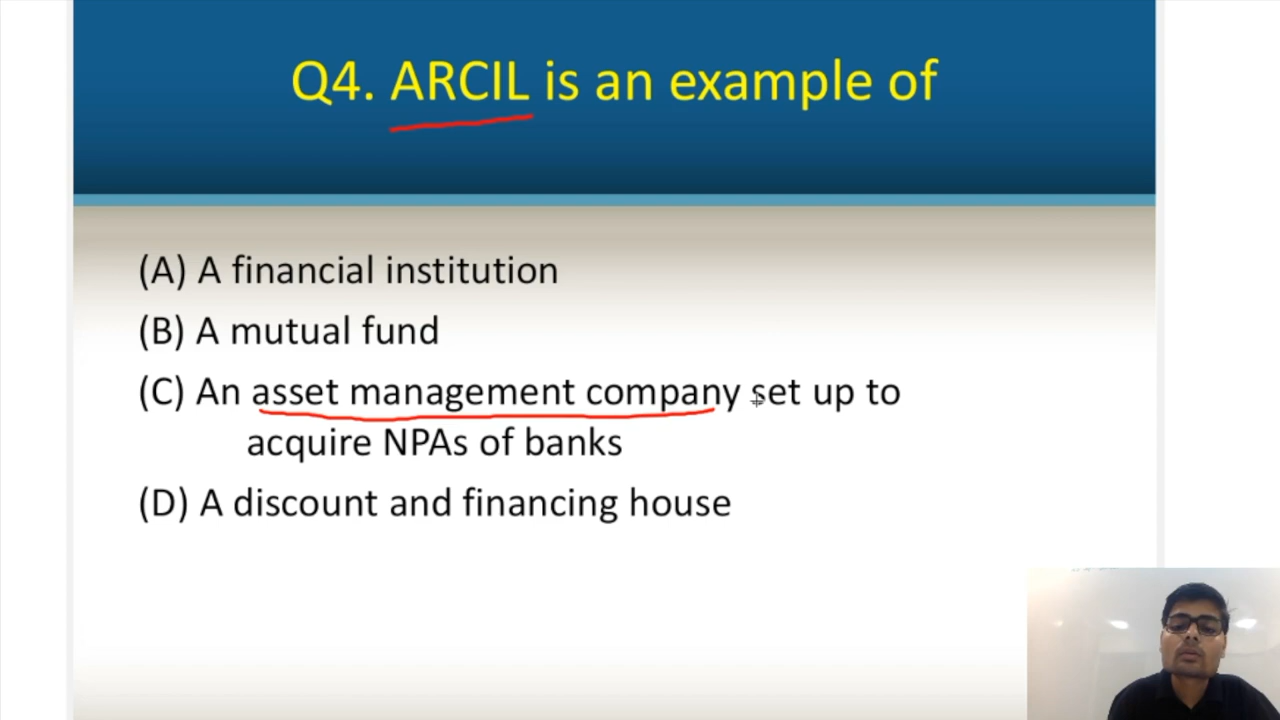 Q4. ARCIL is an example of
(A) A financial institution
(B) A mutual fund
(C) An asset management company set up to
acquire NPAs of banks
(D) A discount and financing house